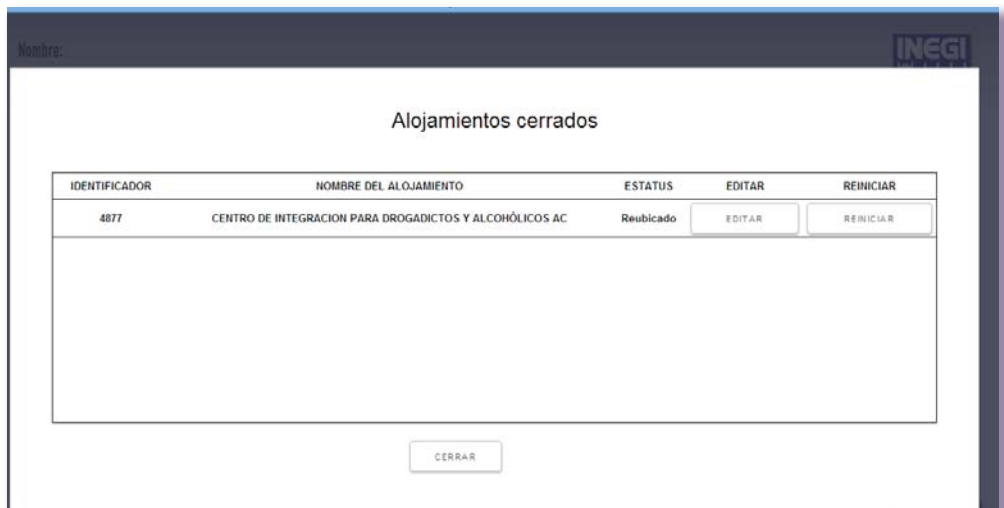 Nombre:
INEGI
Alojamientos cerrados
IDENTIFICADOR NOMBRE DEL ALOJAMIENTO ESTATUS EDITAR REINICIAR
4877 CENTRO DE INTEGRACION PARA DROGADICTOS Y ALCOHÓLICOS AC Reubicado EDITAR REINICIAR
CERRAR